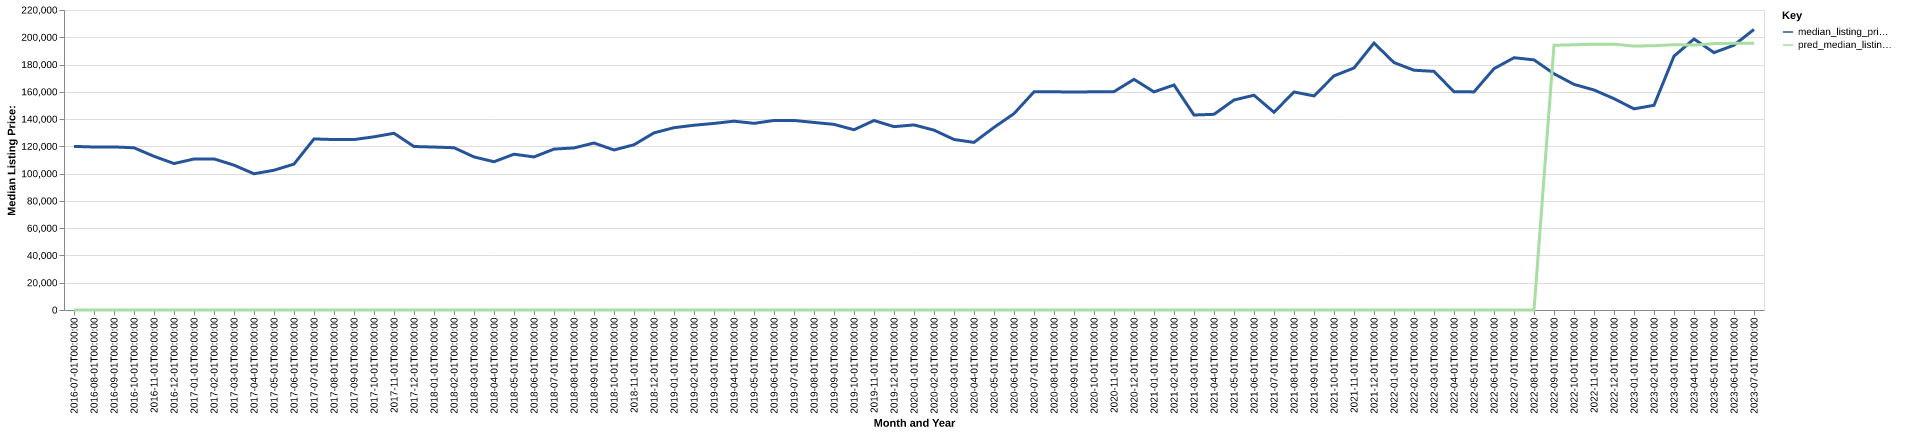 220,000
200,000
180,000
160,000
140,000
120,000
100,000
80,000
60,000
40,000
20,000
0
Median Listing Price:
2016-07-01T00:00:00
2016-08-01T00:00:00
2016-09-01T00:00:00
2016-10-01T00:00:00
2016-11-01T00:00:00
2016-12-01T00:00:00
2017-01-01T00:00:00
2017-02-01T00:00:00
2017-03-01T00:00:00
2017-04-01T00:00:00
2017-05-01T00:00:00
2017-06-01T00:00:00
2017-07-01T00:00:00
2017-08-01T00:00:00
2017-09-01T00:00:00
2017-10-01T00:00:00
2017-11-01T00:00:00
2017-12-01T00:00:00
2018-01-01T00:00:00
2018-02-01T00:00:00
2018-03-01T00:00:00
2018-04-01T00:00:00
2018-05-01T00:00:00
2018-06-01T00:00:00
2018-07-01T00:00:00
2018-08-01T00:00:00
2018-09-01T00:00:00
2018-10-01T00:00:00
2018-11-01T00:00:00
2018-12-01T00:00:00
2019-01-01T00:00:00
2019-02-01T00:00:00
2019-03-01T00:00:00
2019-04-01T00:00:00
2019-05-01T00:00:00
2019-06-01T00:00:00
2019-07-01T00:00:00
2019-08-01T00:00:00
2019-09-01T00:00:00
2019-10-01T00:00:00
2019-11-01T00:00:00
2019-12-01T00:00:00
2020-01-01T00:00:00
2020-02-01T00:00:00
2020-03-01T00:00:00
2020-04-01T00:00:00
2020-05-01T00:00:00
2020-06-01T00:00:00
2020-07-01T00:00:00
2020-08-01T00:00:00
2020-09-01T00:00:00
2020-10-01T00:00:00
2020-11-01T00:00:00
2020-12-01T00:00:00
2021-01-01T00:00:00
2021-02-01T00:00:00
2021-03-01T00:00:00
2021-04-01T00:00:00
2021-05-01T00:00:00
2021-06-01T00:00:00
2021-07-01T00:00:00
2021-08-01T00:00:00
2021-09-01T00:00:00
2021-10-01T00:00:00
2021-11-01T00:00:00
2021-12-01T00:00:00
2022-01-01T00:00:00
2022-02-01T00:00:00
2022-03-01T00:00:00
2022-04-01T00:00:00
2022-05-01T00:00:00
2022-06-01T00:00:00
2022-07-01T00:00:00
2022-08-01T00:00:00
2022-09-01T00:00:00
2022-10-01T00:00:00
2022-11-01T00:00:00
2022-12-01T00:00:00
2023-01-01T00:00:00
2023-02-01T00:00:00
2023-03-01T00:00:00
2023-04-01T00:00:00
2023-05-01T00:00:00
2023-06-01T00:00:00
2023-07-01T00:00:00
Month and Year
Key
median_listing_pri…
pred_median_listin…